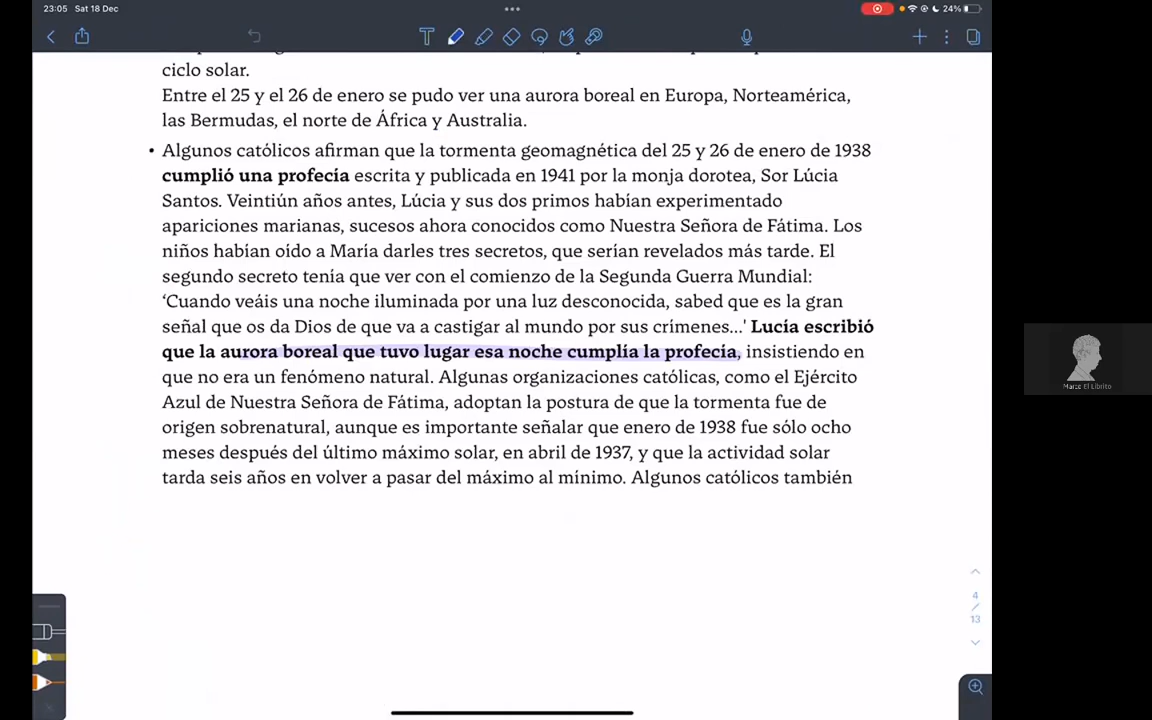 23:05 Sat 18 Dec
24%
ciclo solar.
Entre el 25 y el 26 de enero se pudo ver una aurora boreal en Europa, Norteamérica,
las Bermudas, el norte de África y Australia.
• Algunos católicos afirman que la tormenta geomagnética del 25 y 26 de enero de 1938
cumplió una profecía escrita y publicada en 1941 por la monja dorotea, Sor Lúcia
Santos. Veintiún años antes, Lúcia y sus dos primos habían experimentado
apariciones marianas, sucesos ahora conocidos como Nuestra Señora de Fátima. Los
niños habían oído a María darles tres secretos, que serían revelados más tarde. El
segundo secreto tenía que ver con el comienzo de la Segunda Guerra Mundial:
‘Cuando veáis una noche iluminada por una luz desconocida, sabed que es la gran
señal que os da Dios de que va a castigar al mundo por sus crímenes...' Lucía escribió
que la aurora boreal que tuvo lugar esa noche cumplía la profecía, insistiendo en
que no era un fenómeno natural. Algunas organizaciones católicas, como el Ejército
Azul de Nuestra Señora de Fátima, adoptan la postura de que la tormenta fue de
origen sobrenatural, aunque es importante señalar que enero de 1938 fue sólo ocho
meses después del último máximo solar, en abril de 1937, y que la actividad solar
tarda seis años en volver a pasar del máximo al mínimo. Algunos católicos también
4
/
13
Marco El Librito